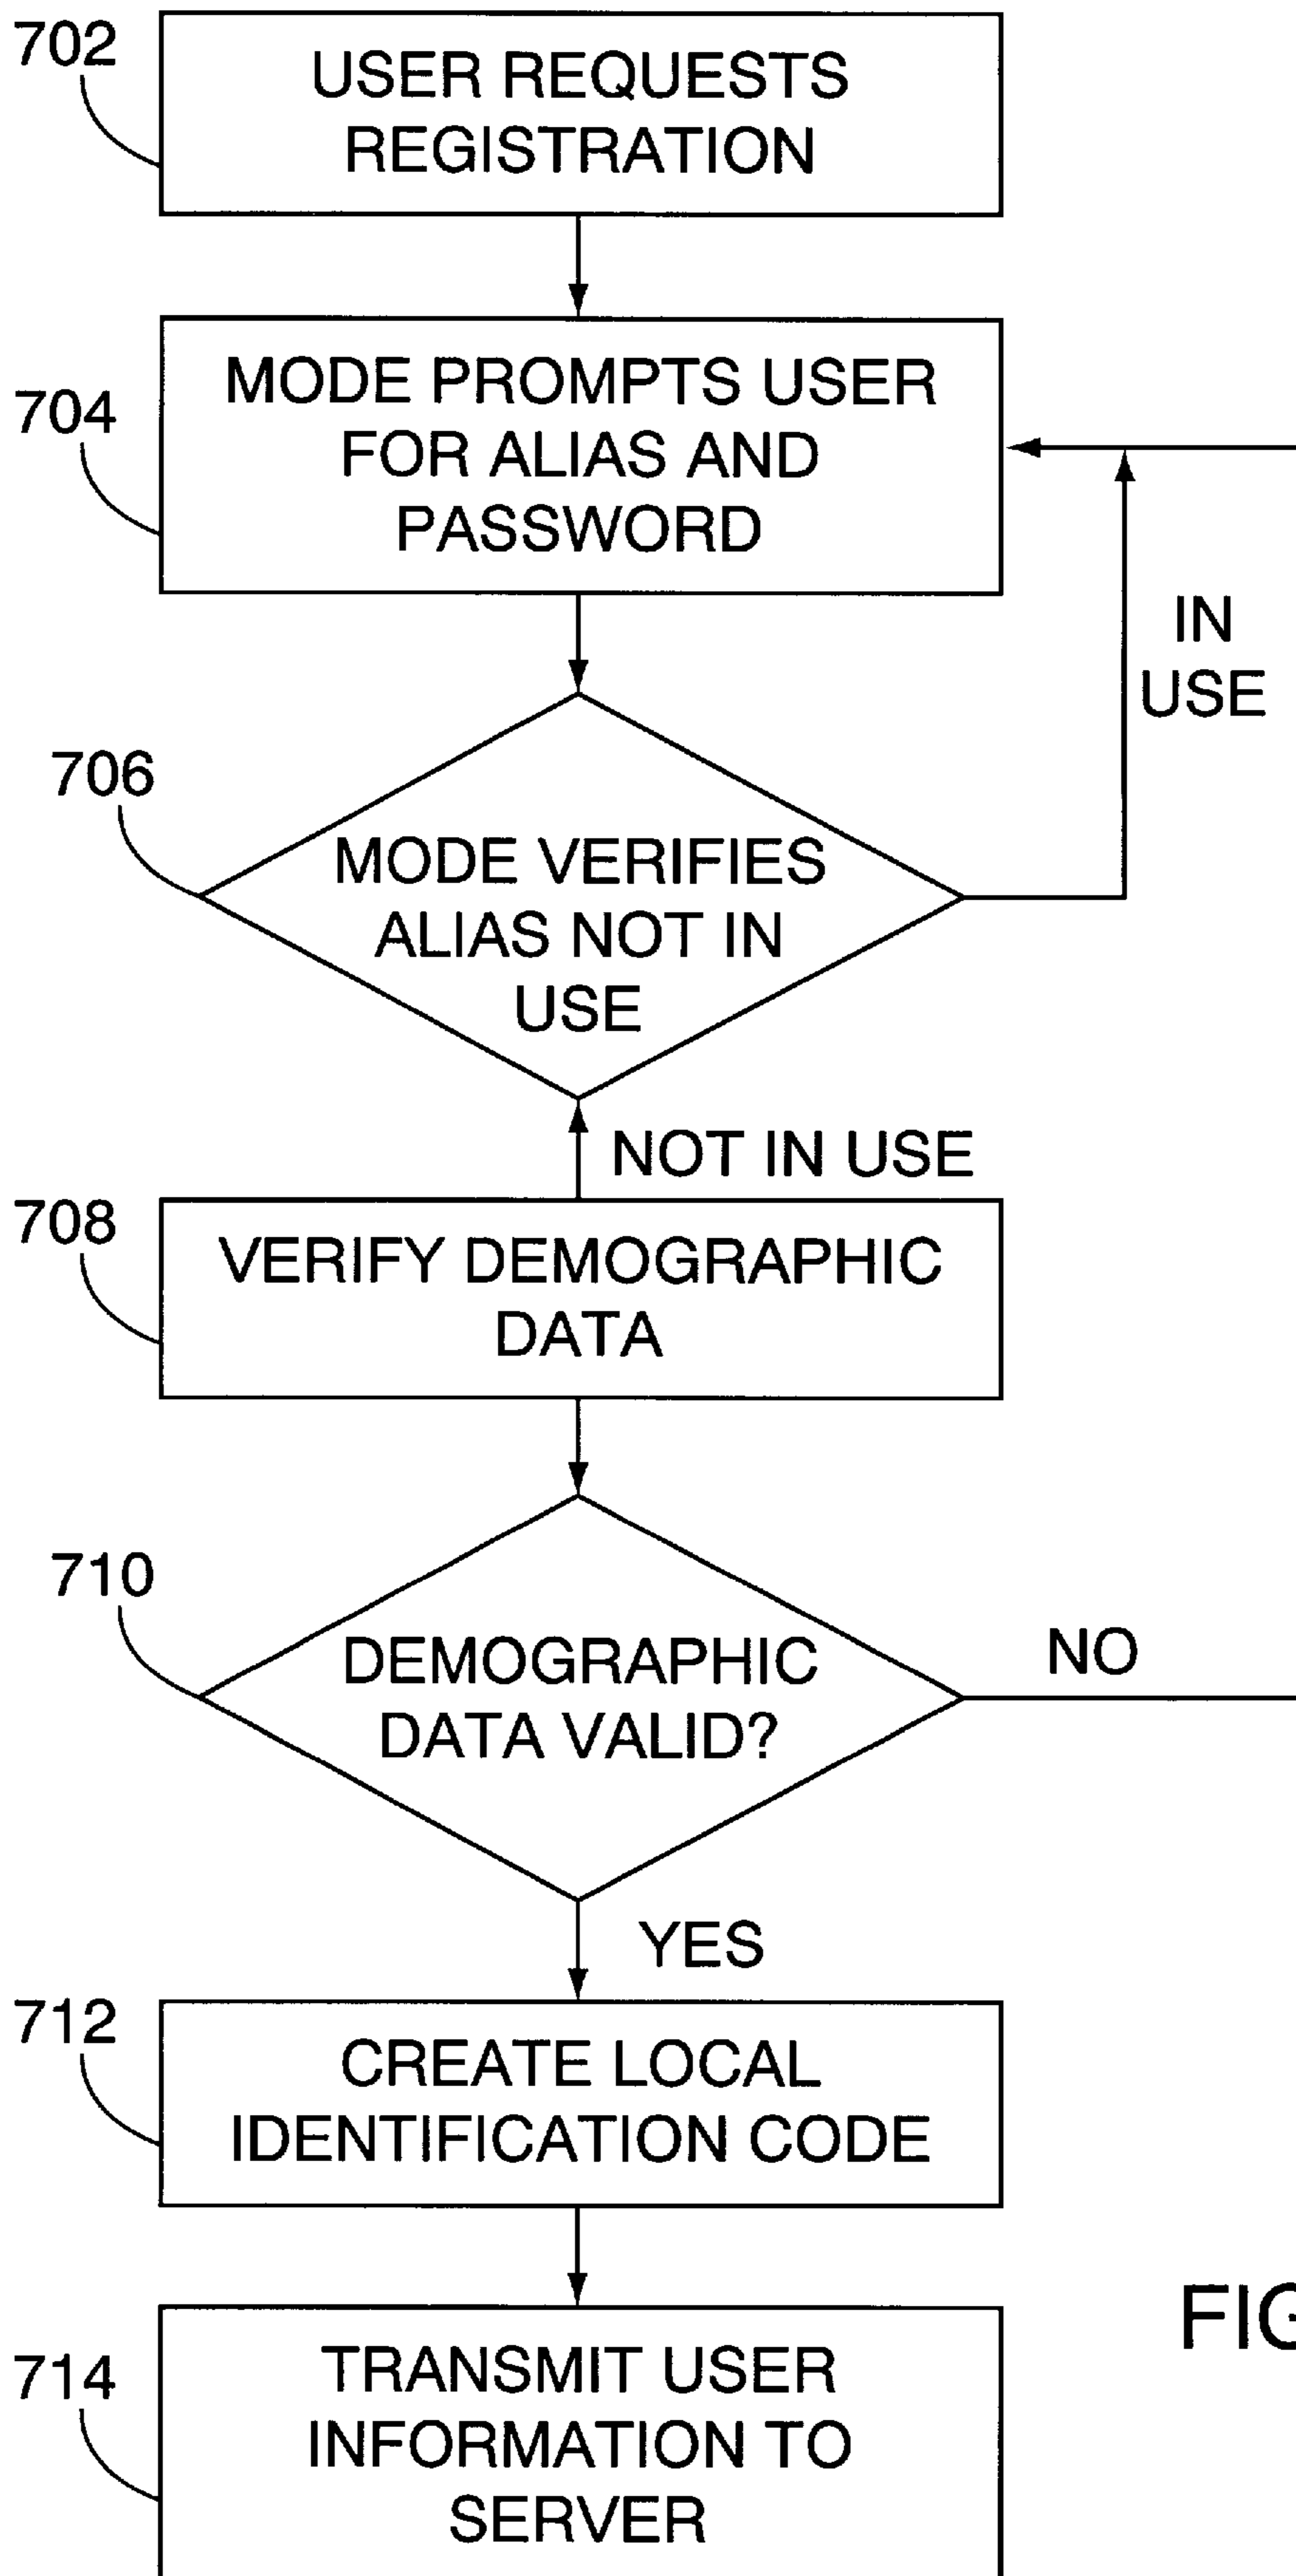 702
USER REQUESTS
REGISTRATION
704
MODE PROMPTS USER
FOR ALIAS AND
PASSWORD
IN
USE
706
MODE VERIFIES
ALIAS NOT IN
USE
NOT IN USE
708
VERIFY DEMOGRAPHIC
DATA
710
DEMOGRAPHIC
DATA VALID?
NO
YES
712
CREATE LOCAL
IDENTIFICATION CODE
714
TRANSMIT USER
INFORMATION TO
SERVER